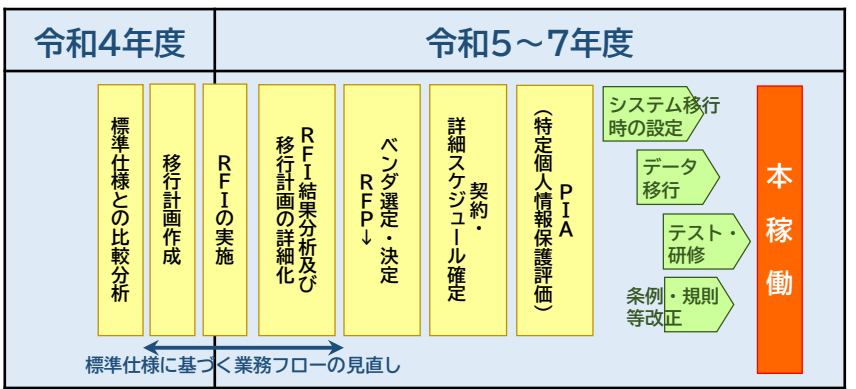 令和4年度
令和5～7年度
標準仕様との比較分析
移行計画作成
RFIの実施
RFI結果分析及び
移行計画の詳細化
RFP↓
ベンダ選定・決定
契約・
詳細スケジュール確定
PIA
（特定個人情報保護評価）
システム移行
時の設定
データ
移行
テスト・
研修
条例・規則
等改正
本稼働
標準仕様に基づく業務フローの見直し